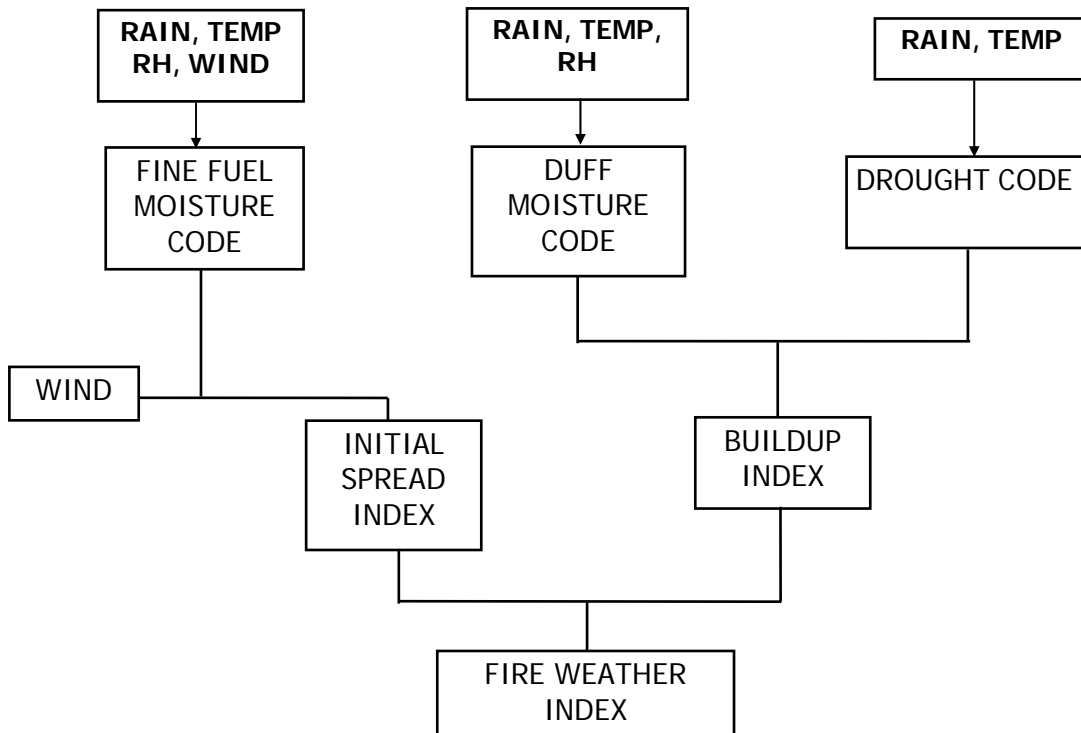 RAIN, TEMP
RH, WIND
RAIN, TEMP,
RH
RAIN, TEMP
FINE FUEL
MOISTURE
CODE
DUFF
MOISTURE
CODE
DROUGHT CODE
WIND
INITIAL
SPREAD
INDEX
BUILDUP
INDEX
FIRE WEATHER
INDEX